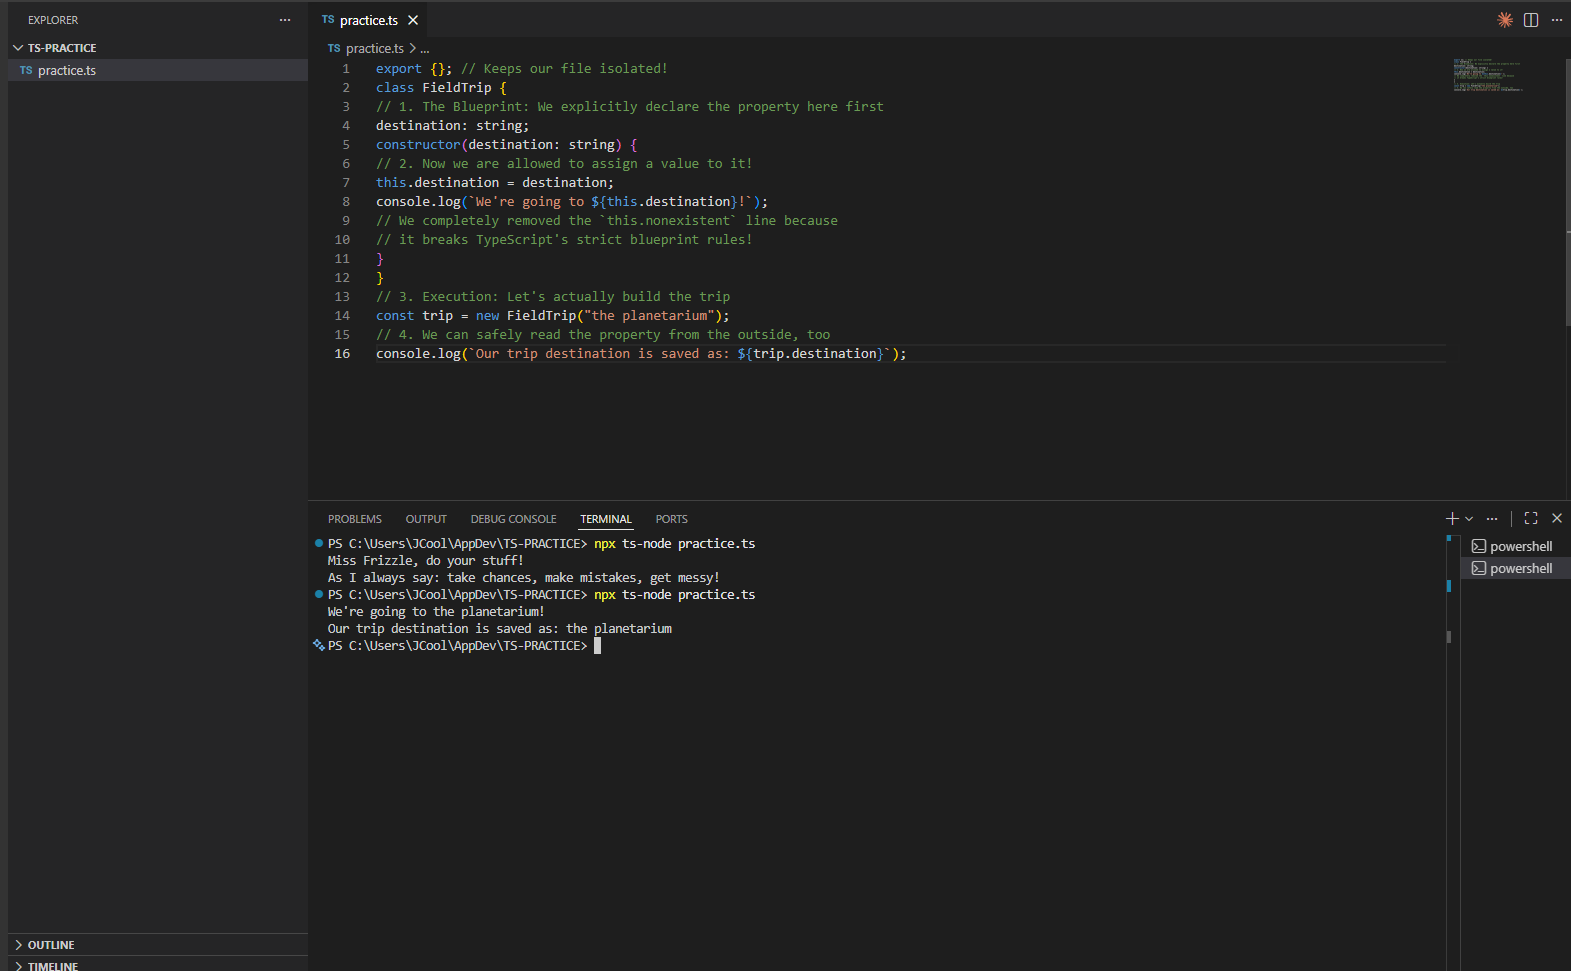 EXPLORER
TS-PRACTICE
TS practice.ts
OUTLINE
TIMELINE
TS practice.ts
TS practice.ts > ...
1 export {}; // Keeps our file isolated!
2 class FieldTrip {
3 // 1. The Blueprint: We explicitly declare the property here first
4 destination: string;
5 constructor(destination: string) {
6 // 2. Now we are allowed to assign a value to it!
7 this.destination = destination;
8 console.log(`We're going to ${this.destination}!`);
9 // We completely removed the `this.nonexistent` line because
10 // it breaks TypeScript's strict blueprint rules!
11 }
12 }
13 // 3. Execution: Let's actually build the trip
14 const trip = new FieldTrip("the planetarium");
15 // 4. We can safely read the property from the outside, too
16 console.log(`Our trip destination is saved as: ${trip.destination}`);
PROBLEMS OUTPUT DEBUG CONSOLE TERMINAL PORTS
PS C:\Users\JCool\AppDev\TS-PRACTICE> npx ts-node practice.ts
Miss Frizzle, do your stuff!
As I always say: take chances, make mistakes, get messy!
PS C:\Users\JCool\AppDev\TS-PRACTICE> npx ts-node practice.ts
We're going to the planetarium!
Our trip destination is saved as: the planetarium
PS C:\Users\JCool\AppDev\TS-PRACTICE>
powershell
powershell